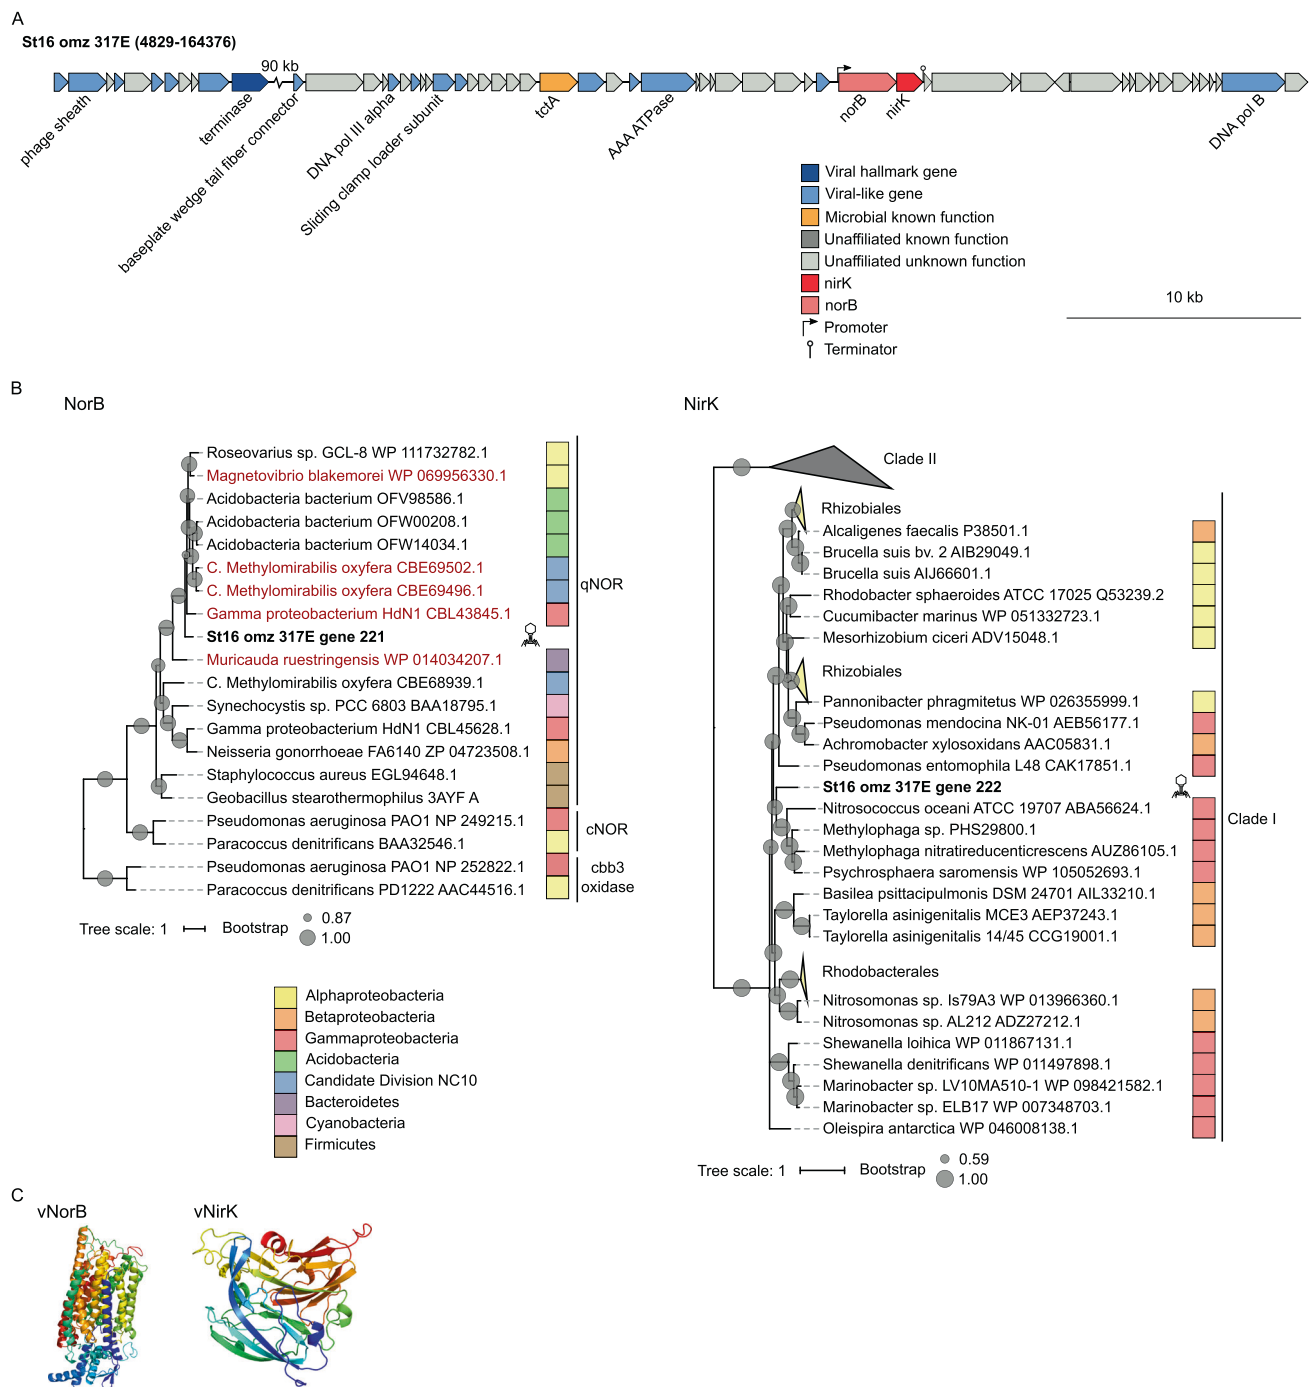 A
St16 omz 317E (4829-164376)
90 kb
phage sheath
terminase
baseplate wedge tail fiber connector
DNA pol III alpha
Sliding clamp loader subunit
tctA
AAA ATPase
norB
nirK
DNA pol B
Viral hallmark gene
Viral-like gene
Microbial known function
Unaffiliated known function
Unaffiliated unknown function
nirK
norB
Promoter
Terminator
10 kb
B
NorB
Roseovarius sp. GCL-8 WP 111732782.1
Magnetovibrio blakemorei WP 069956330.1
Acidobacteria bacterium OFV98586.1
Acidobacteria bacterium OFW00208.1
Acidobacteria bacterium OFW14034.1
C. Methylomirabilis oxyfera CBE69502.1
C. Methylomirabilis oxyfera CBE69496.1
Gamma proteobacterium HdN1 CBL43845.1
St16 omz 317E gene 221
Muricauda ruestringensis WP 014034207.1
C. Methylomirabilis oxyfera CBE68939.1
Synechocystis sp. PCC 6803 BAA18795.1
Gamma proteobacterium HdN1 CBL45628.1
Neisseria gonorrhoeae FA6140 ZP 04723508.1
Staphylococcus aureus EGL94648.1
Geobacillus stearothermophilus 3AYF A
Pseudomonas aeruginosa PAO1 NP 249215.1
Paracoccus denitrificans BAA32546.1
Pseudomonas aeruginosa PAO1 NP 252822.1
Paracoccus denitrificans PD1222 AAC44516.1
qNOR
cNOR
cbb3
oxidase
Tree scale: 1
Bootstrap
0.87
1.00
Alphaproteobacteria
Betaproteobacteria
Gammaproteobacteria
Acidobacteria
Candidate Division NC10
Bacteroidetes
Cyanobacteria
Firmicutes
NirK
Clade II
Rhizobiales
Alcaligenes faecalis P38501.1
Brucella suis bv. 2 AIB29049.1
Brucella suis AIJ66601.1
Rhodobacter sphaeroides ATCC 17025 Q53239.2
Cucumibacter marinus WP 051332723.1
Mesorhizobium ciceri ADV15048.1
Rhizobiales
Pannonibacter phragmitetus WP 026355999.1
Pseudomonas mendocina NK-01 AEB56177.1
Achromobacter xylosoxidans AAC05831.1
Pseudomonas entomophila L48 CAK17851.1
St16 omz 317E gene 222
Nitrosococcus oceani ATCC 19707 ABA56624.1
Methylophaga sp. PHS29800.1
Methylophaga nitratireducenticrescens AUZ86105.1
Psychrosphaera saromensis WP 105052693.1
Basilea psittacipulmonis DSM 24701 AIL33210.1
Taylorella asinigenitalis MCE3 AEP37243.1
Taylorella asinigenitalis 14/45 CCG19001.1
Rhodobacterales
Nitrosomonas sp. Is79A3 WP 013966360.1
Nitrosomonas sp. AL212 ADZ27212.1
Shewanella loihica WP 011867131.1
Shewanella denitrificans WP 011497898.1
Marinobacter sp. LV10MA510-1 WP 098421582.1
Marinobacter sp. ELB17 WP 007348703.1
Oleispira antarctica WP 046008138.1
Clade I
Tree scale: 1
Bootstrap
0.59
1.00
C
vNorB
vNirK